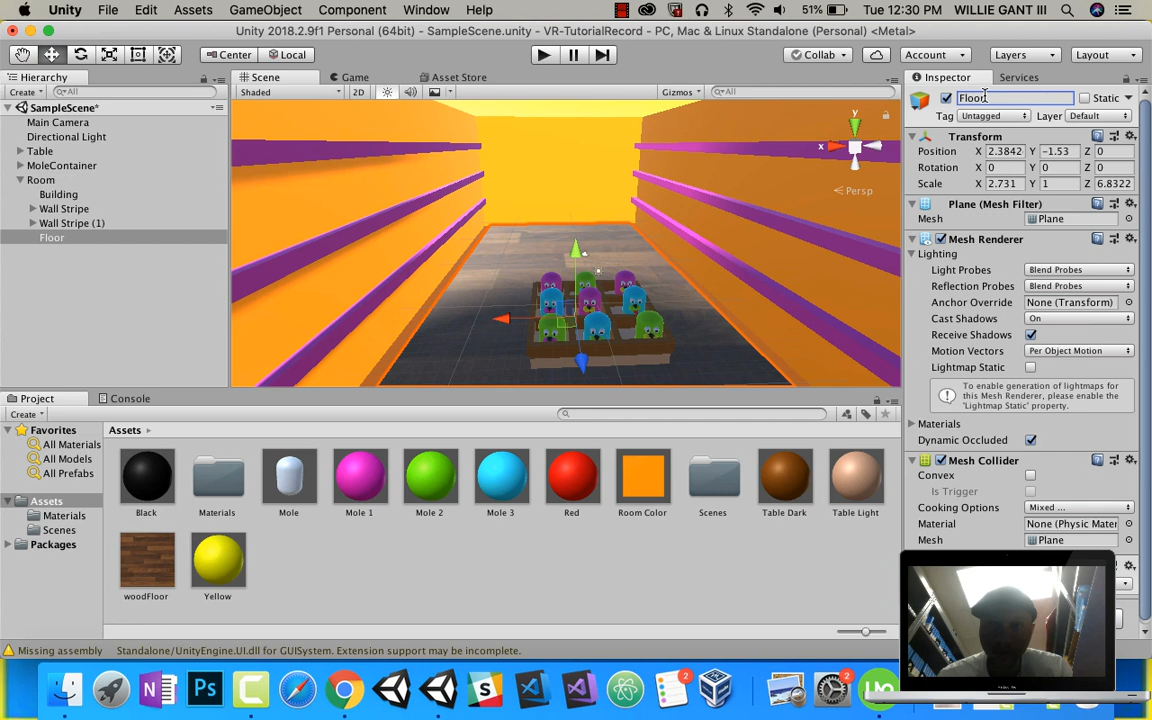 Unity File Edit Assets GameObject Component Window Help 51% Tue 12:30 PM WILLIE GANT III
Unity 2018.2.9f1 Personal (64bit) - SampleScene.unity - VR-TutorialRecord - PC, Mac & Linux Standalone (Personal) <Metal>
Center Local Collab Account Layers Layout
Hierarchy Scene Game Asset Store Inspector Services
Create All Shaded 2D Gizmos All
SampleScene*
Main Camera
Directional Light
Table
MoleContainer
Room
Building
Wall Stripe
Wall Stripe (1)
Floor
y
x
Persp
Floor Static
Tag Untagged Layer Default
Transform
Position X 2.3842 Y -1.53 Z 0
Rotation X 0 Y 0 Z 0
Scale X 2.731 Y 1 Z 6.8322
Plane (Mesh Filter)
Mesh Plane
Mesh Renderer
Lighting
Light Probes Blend Probes
Reflection Probes Blend Probes
Anchor Override None (Transform)
Cast Shadows On
Receive Shadows
Motion Vectors Per Object Motion
Lightmap Static
To enable generation of lightmaps for
this Mesh Renderer, please enable the
'Lightmap Static' property.
Materials
Dynamic Occluded
Mesh Collider
Convex
Is Trigger
Cooking Options Mixed ...
Material None (Physic Mater
Mesh Plane
Project Console
Create
Favorites
All Materials
All Models
All Prefabs
Assets
Materials
Scenes
Packages
Assets
Black Materials Mole Mole 1 Mole 2 Mole 3 Red Room Color Scenes Table Dark Table Light
woodFloor Yellow
Missing assembly Standalone/UnityEngine.UI.dll for GUISystem. Extension support may be incomplete.
2 2